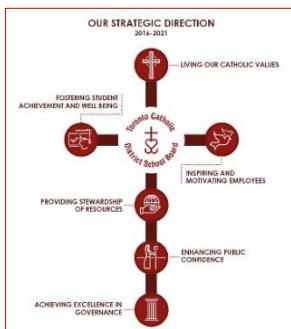 OUR STRATEGIC DIRECTION
2016-2021
LIVING OUR CATHOLIC VALUES
FOSTERING STUDENT
ACHIEVEMENT AND WELL BEING
Toronto Catholic
District School Board
INSPIRING AND
MOTIVATING EMPLOYEES
PROVIDING STEWARDSHIP
OF RESOURCES
ENHANCING PUBLIC
CONFIDENCE
ACHIEVING EXCELLENCE IN
GOVERNANCE